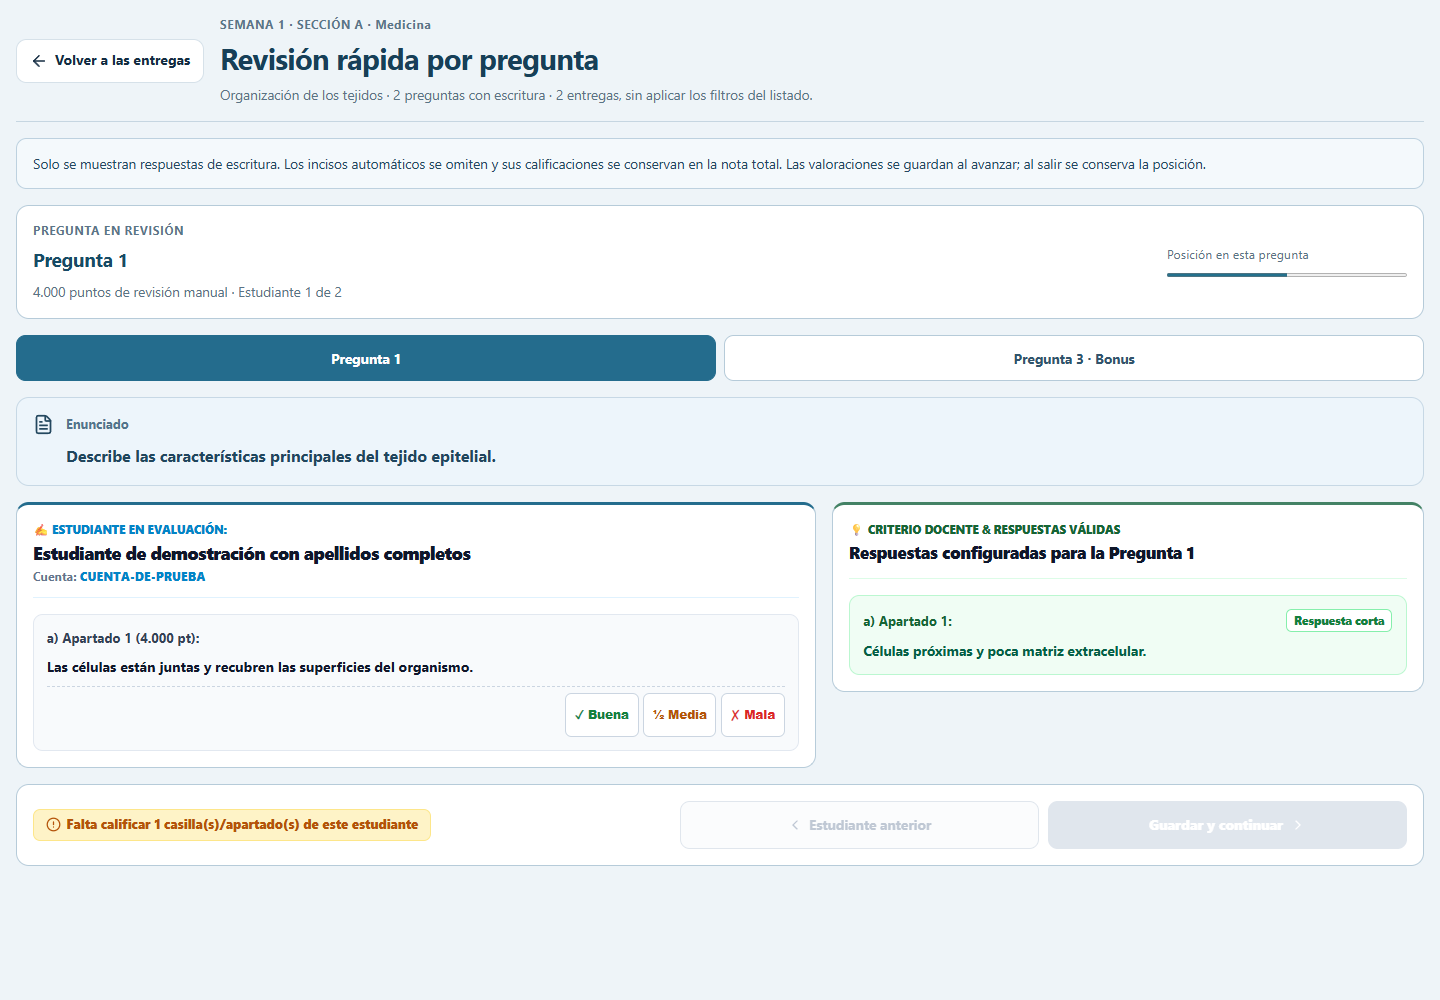 SEMANA 1 · SECCIÓN A · Medicina
← Volver a las entregas
Revisión rápida por pregunta
Organización de los tejidos · 2 preguntas con escritura · 2 entregas, sin aplicar los filtros del listado.
Solo se muestran respuestas de escritura. Los incisos automáticos se omiten y sus calificaciones se conservan en la nota total. Las valoraciones se guardan al avanzar; al salir se conserva la posición.
PREGUNTA EN REVISIÓN
Pregunta 1
4.000 puntos de revisión manual · Estudiante 1 de 2
Posición en esta pregunta
Pregunta 1
Pregunta 3 · Bonus
Enunciado
Describe las características principales del tejido epitelial.
✍ ESTUDIANTE EN EVALUACIÓN:
Estudiante de demostración con apellidos completos
Cuenta: CUENTA-DE-PRUEBA
a) Apartado 1 (4.000 pt):
Las células están juntas y recubren las superficies del organismo.
✓ Buena
½ Media
✗ Mala
💡 CRITERIO DOCENTE & RESPUESTAS VÁLIDAS
Respuestas configuradas para la Pregunta 1
a) Apartado 1:
Respuesta corta
Células próximas y poca matriz extracelular.
Falta calificar 1 casilla(s)/apartado(s) de este estudiante
Estudiante anterior
Guardar y continuar